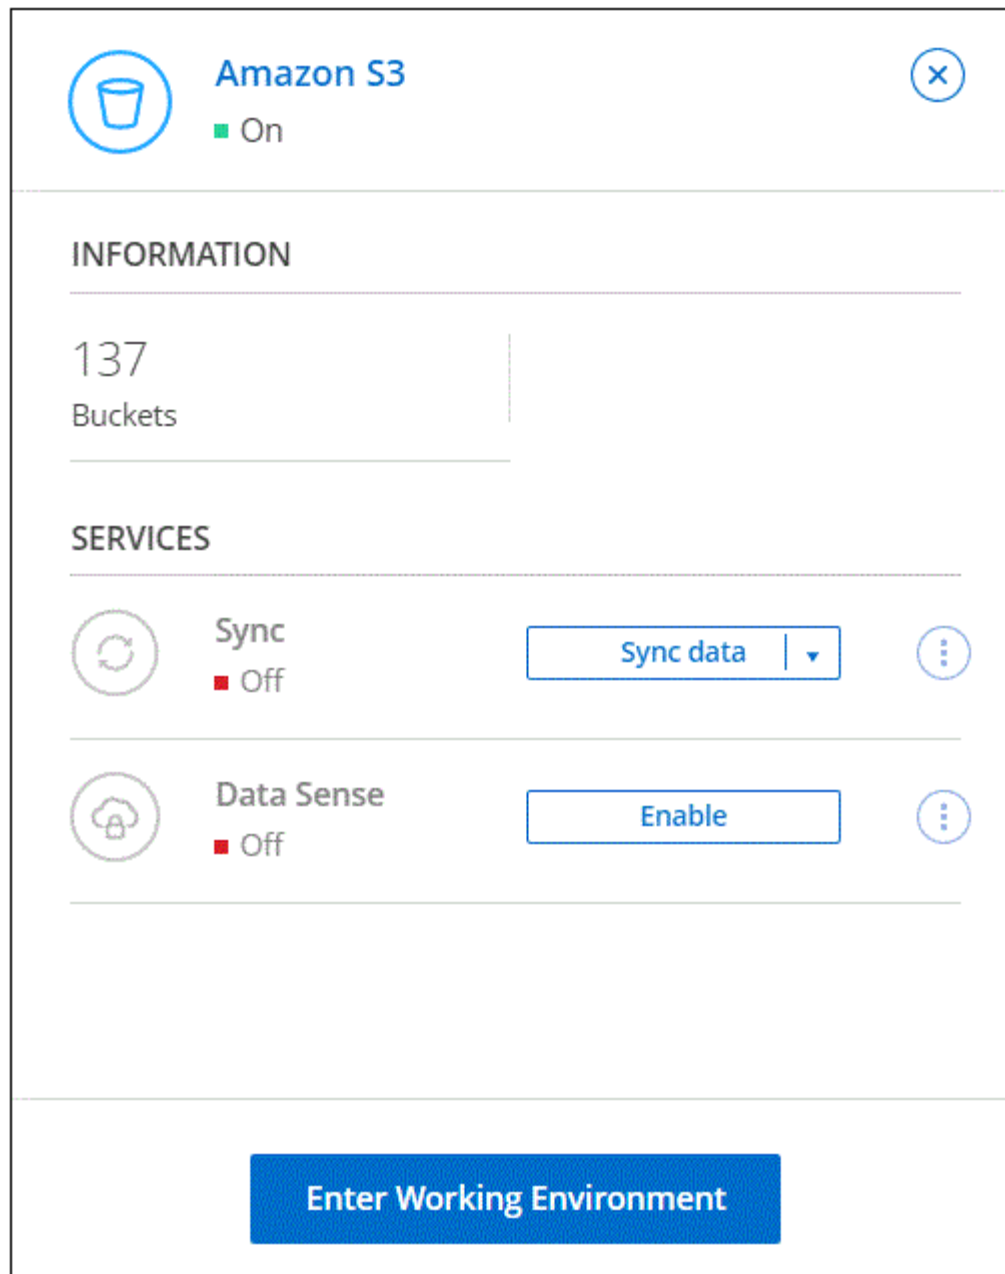 Amazon S3
On
INFORMATION
137
Buckets
SERVICES
Sync
Off
Sync data
Data Sense
Off
Enable
Enter Working Environment